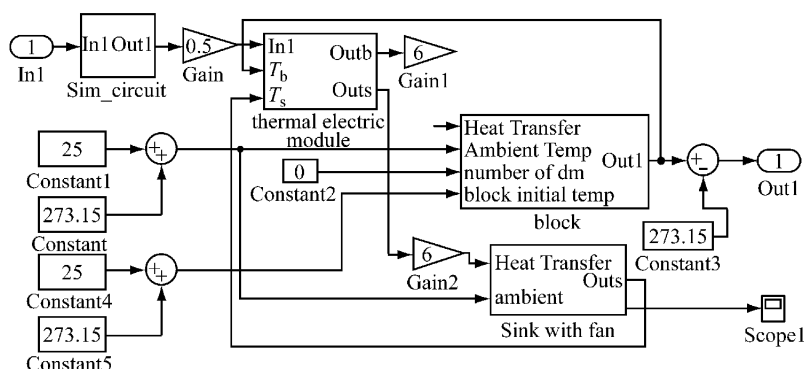 1
In1
In1 Out1
Sim_circuit
0.5
Gain
In1
Tb
Ts
Outb
Outs
thermal electric
module
6
Gain1
25
Constant1
++
273.15
Constant
0
Constant2
Heat Transfer
Ambient Temp
number of dm
block initial temp
Out1
block
+-
1
Out1
273.15
Constant3
25
Constant4
++
273.15
Constant5
6
Gain2
Heat Transfer
ambient
Outs
Sink with fan
Scope1